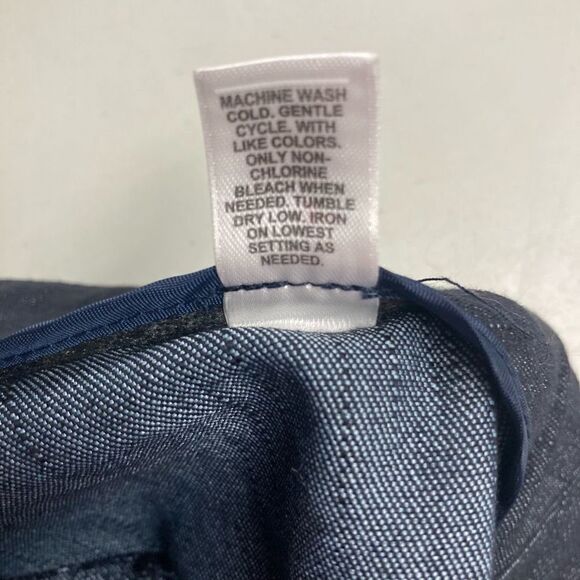 MACHINE WASH
COLD. GENTLE
CYCLE. WITH
LIKE COLORS.
ONLY NON-
CHLORINE
BLEACH WHEN
NEEDED. TUMBLE
DRY LOW. IRON
ON LOWEST
SETTING AS
NEEDED.